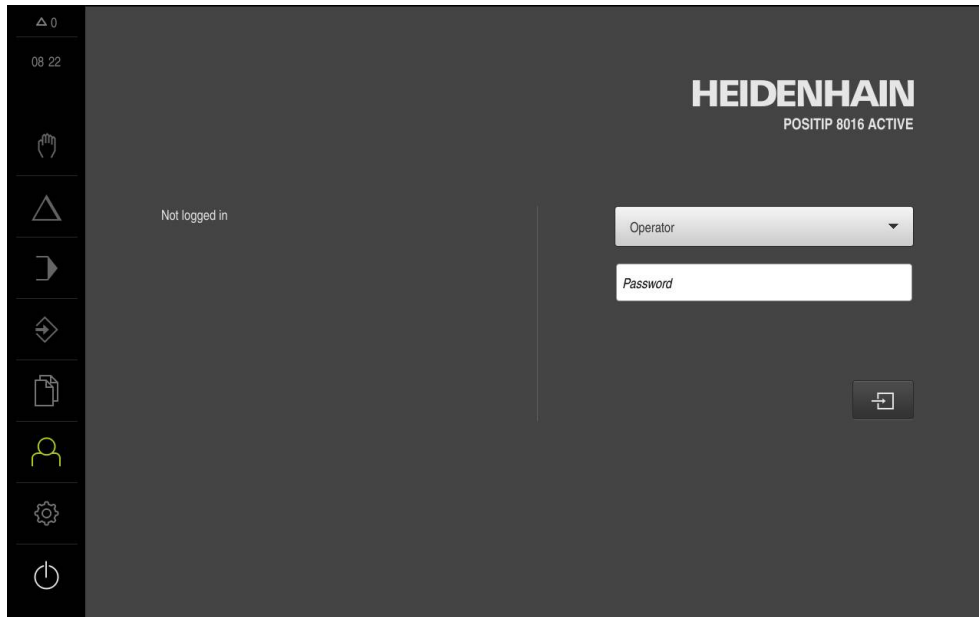 0
08 22
HEIDENHAIN
POSITIP 8016 ACTIVE
Not logged in
Operator
Password